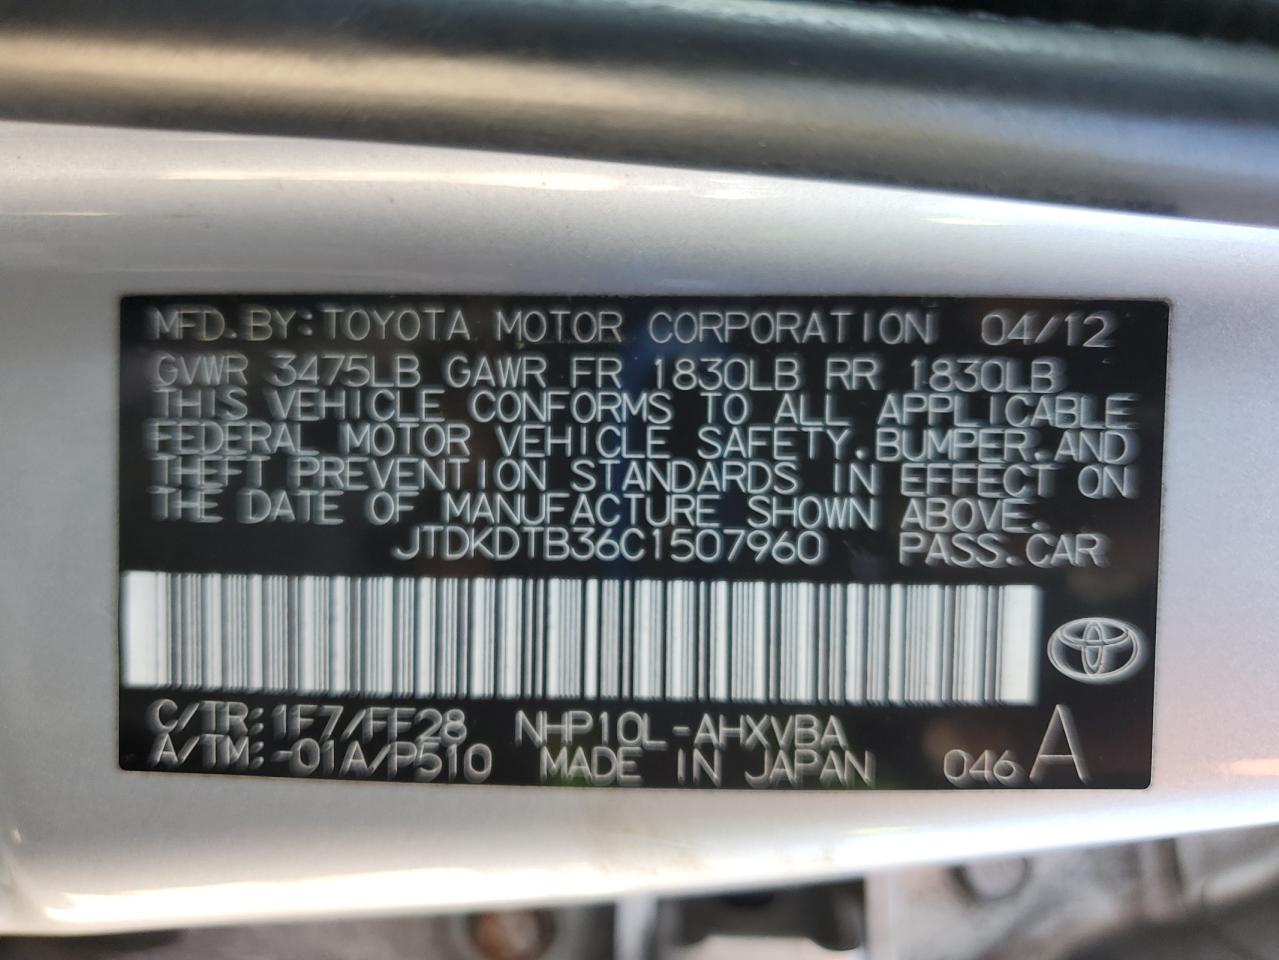 MFD.BY:TOYOTA MOTOR CORPORATION 04/12
GVWR 3475LB GAWR FR 1830LB RR 1830LB
THIS VEHICLE CONFORMS TO ALL APPLICABLE
FEDERAL MOTOR VEHICLE SAFETY.BUMPER.AND
THEFT PREVENTION STANDARDS IN EFFECT ON
THE DATE OF MANUFACTURE SHOWN ABOVE.
JTDKDTB36C1507960 PASS.CAR
C/TR:1F7/FF28 NHP10L-AHXVBA
A/TM:-01A/P510 MADE IN JAPAN 046 A